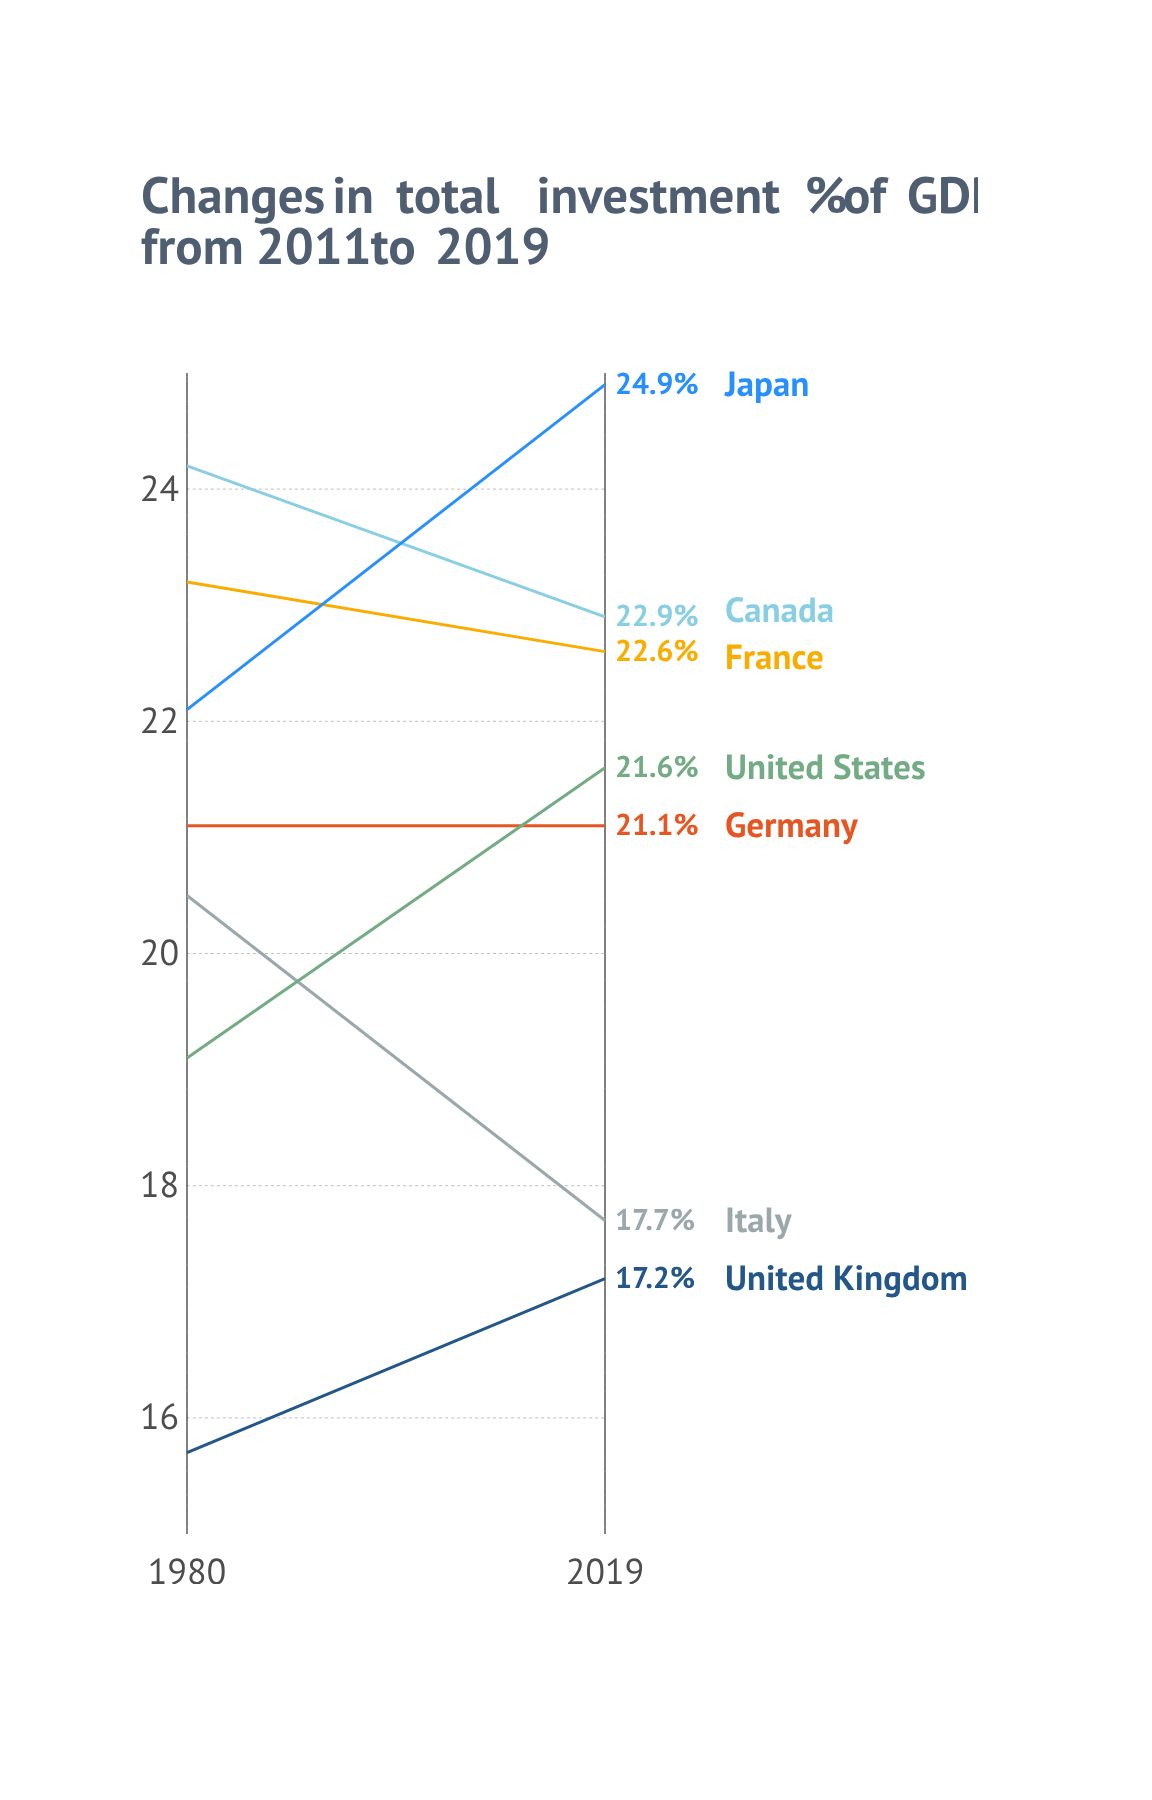 Changes in total investment %of GD
from 2011to 2019
24.9% Japan
24
22.9% Canada
22.6% France
22
21.6% United States
21.1% Germany
20
18
17.7% Italy
17.2% United Kingdom
16
1980 2019